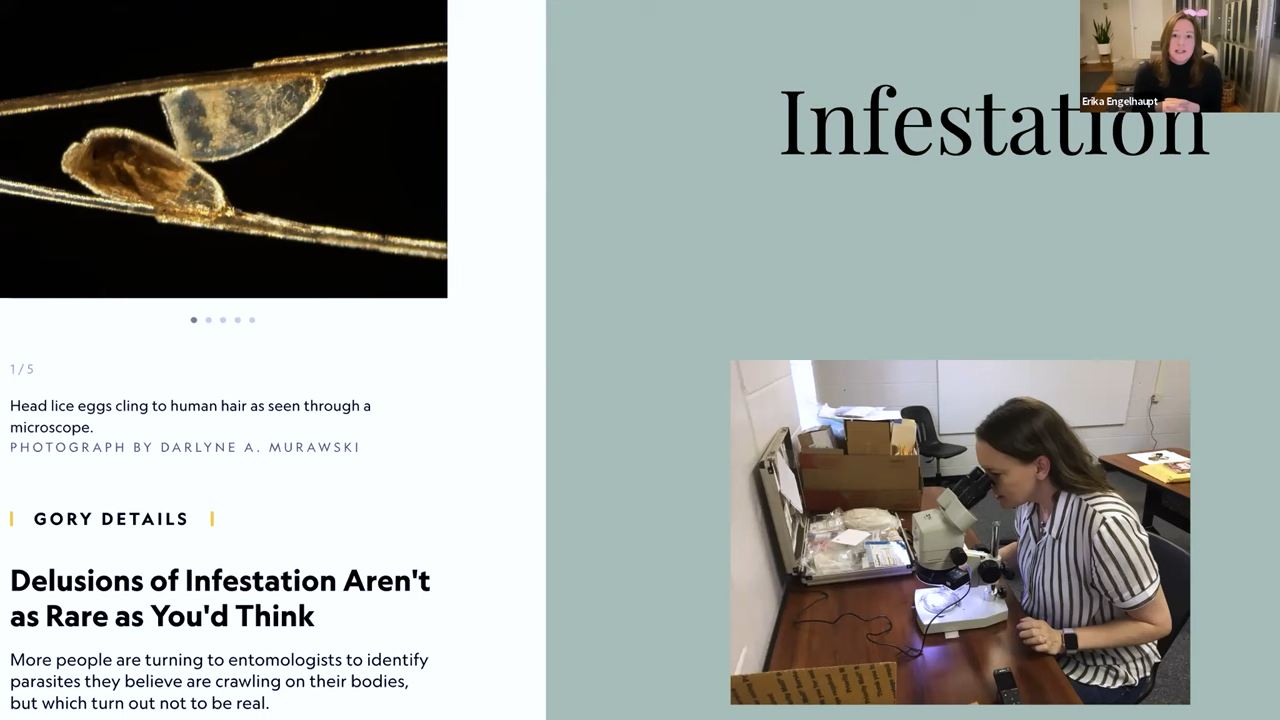 1/5
Head lice eggs cling to human hair as seen through a
microscope.
PHOTOGRAPH BY DARLYNE A. MURAWSKI
GORY DETAILS
Delusions of Infestation Aren't
as Rare as You'd Think
More people are turning to entomologists to identify
parasites they believe are crawling on their bodies,
but which turn out not to be real.
Infestation
Erika Engelhaupt